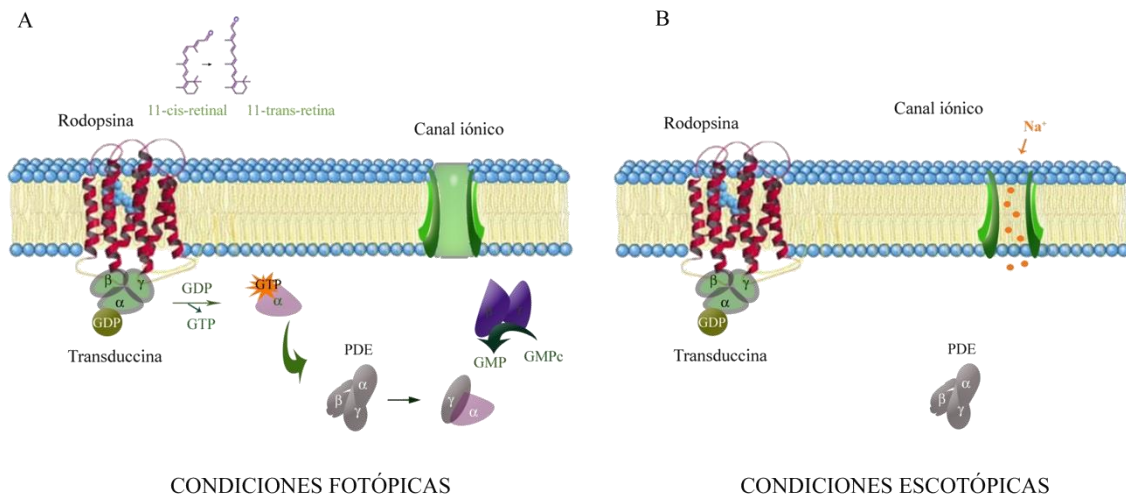 A
11-cis-retinal 11-trans-retina
Rodopsina
Canal iónico
β γ
α
GDP
Transduccina
GDP
GTP
GTP
α
PDE
α
β
γ
γ
α
GMP
GMPc
CONDICIONES FOTÓPICAS
B
Rodopsina
Canal iónico
Na⁺
β γ
α
GDP
Transduccina
PDE
α
β
γ
CONDICIONES ESCOTÓPICAS